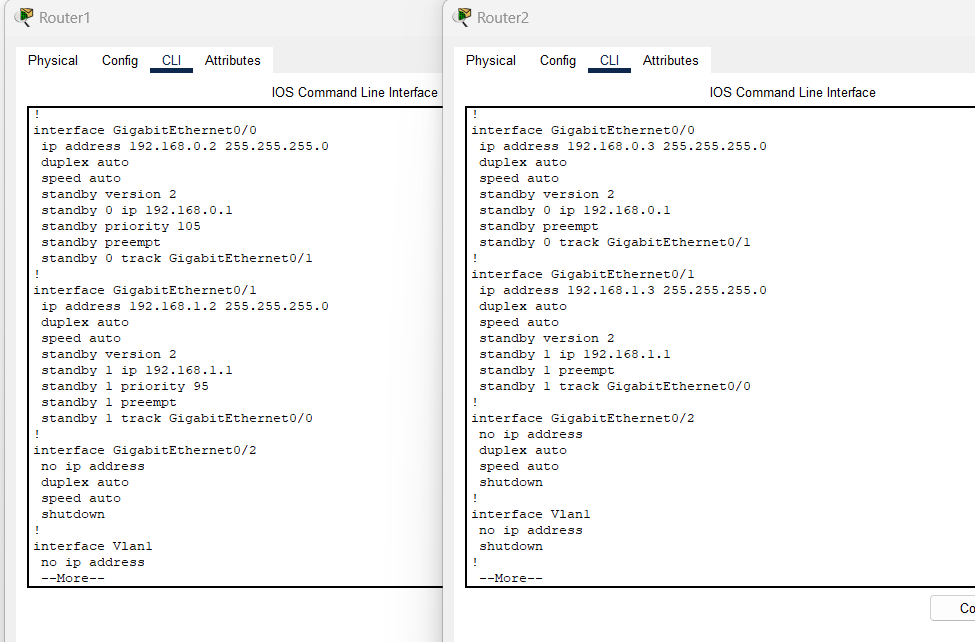 Router1
Physical Config CLI Attributes
IOS Command Line Interface
!
interface GigabitEthernet0/0
ip address 192.168.0.2 255.255.255.0
duplex auto
speed auto
standby version 2
standby 0 ip 192.168.0.1
standby priority 105
standby preempt
standby 0 track GigabitEthernet0/1
!
interface GigabitEthernet0/1
ip address 192.168.1.2 255.255.255.0
duplex auto
speed auto
standby version 2
standby 1 ip 192.168.1.1
standby 1 priority 95
standby 1 preempt
standby 1 track GigabitEthernet0/0
!
interface GigabitEthernet0/2
no ip address
duplex auto
speed auto
shutdown
!
interface Vlan1
no ip address
--More--
Router2
Physical Config CLI Attributes
IOS Command Line Interface
!
interface GigabitEthernet0/0
ip address 192.168.0.3 255.255.255.0
duplex auto
speed auto
standby version 2
standby 0 ip 192.168.0.1
standby preempt
standby 0 track GigabitEthernet0/1
!
interface GigabitEthernet0/1
ip address 192.168.1.3 255.255.255.0
duplex auto
speed auto
standby version 2
standby 1 ip 192.168.1.1
standby 1 preempt
standby 1 track GigabitEthernet0/0
!
interface GigabitEthernet0/2
no ip address
duplex auto
speed auto
shutdown
!
interface Vlan1
no ip address
shutdown
!
--More--
Co